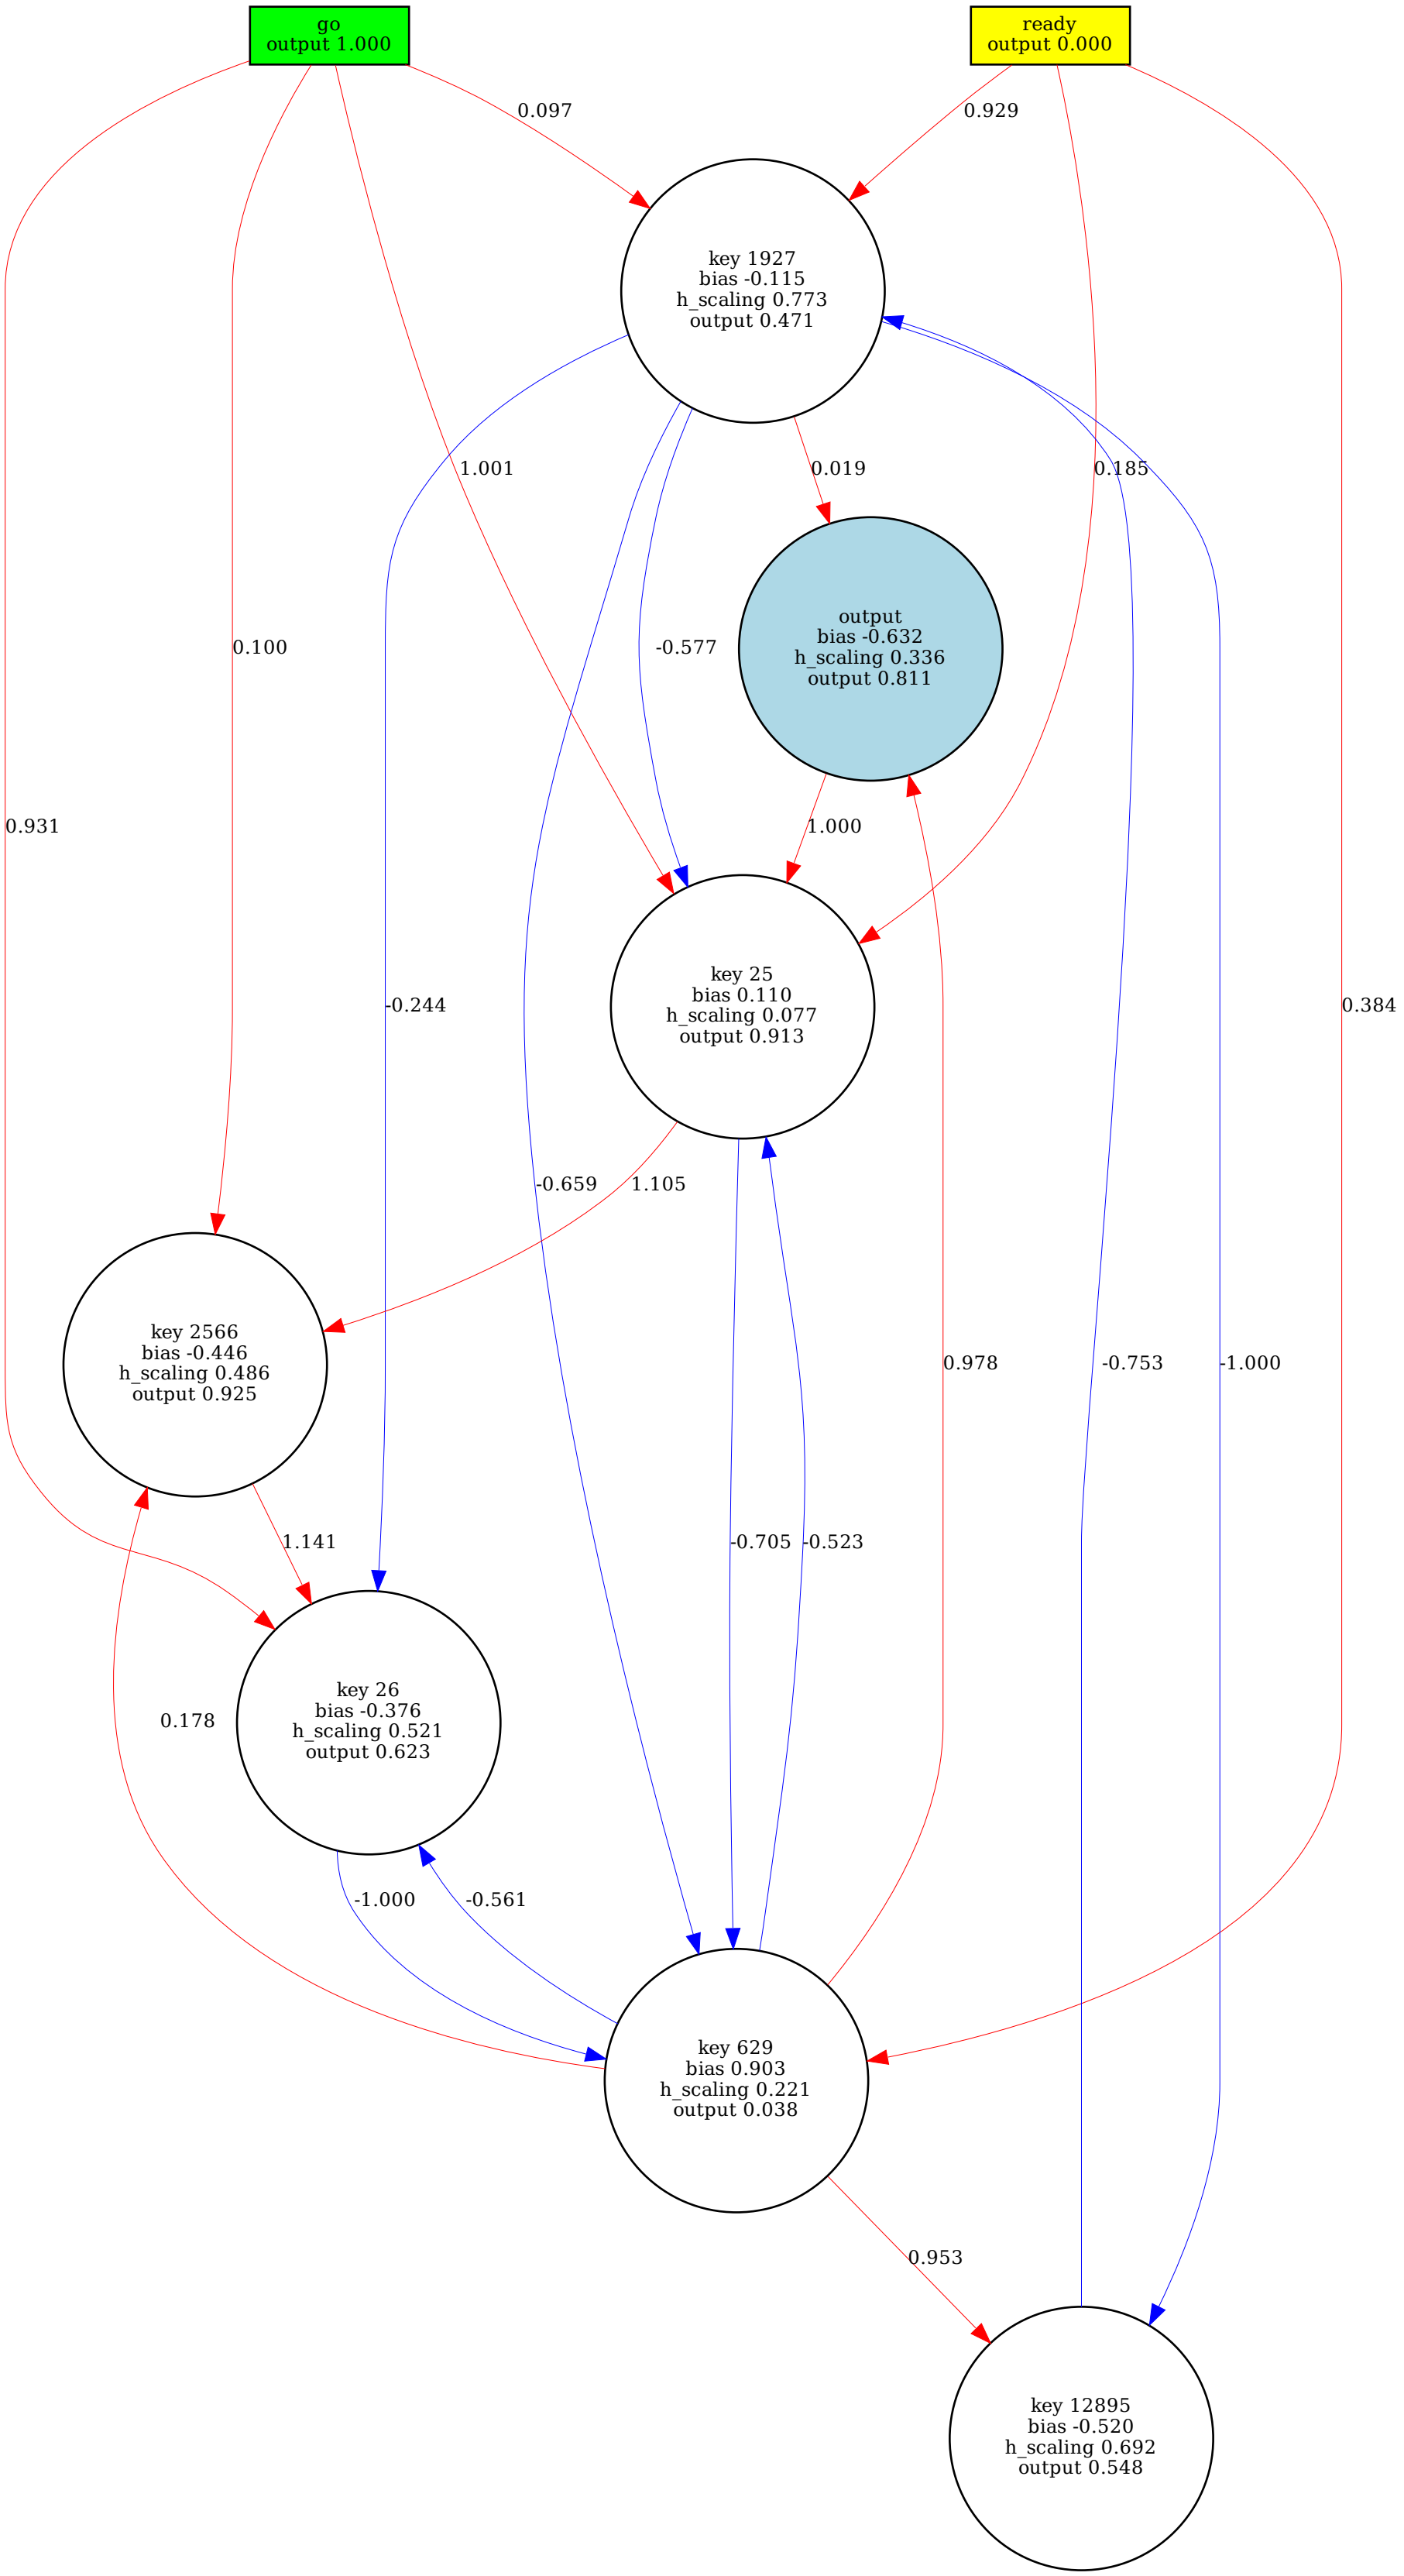 go
output 1.000
ready
output 0.000
0.097
0.929
key 1927
bias -0.115
h_scaling 0.773
output 0.471
1.001
0.019
0.185
output
bias -0.632
h_scaling 0.336
output 0.811
0.100
-0.577
0.931
1.000
key 25
bias 0.110
h_scaling 0.077
output 0.913
-0.244
0.384
-0.659
1.105
key 2566
bias -0.446
h_scaling 0.486
output 0.925
0.978
-0.753
-1.000
1.141
-0.705
-0.523
key 26
bias -0.376
h_scaling 0.521
output 0.623
0.178
-1.000
-0.561
key 629
bias 0.903
h_scaling 0.221
output 0.038
0.953
key 12895
bias -0.520
h_scaling 0.692
output 0.548